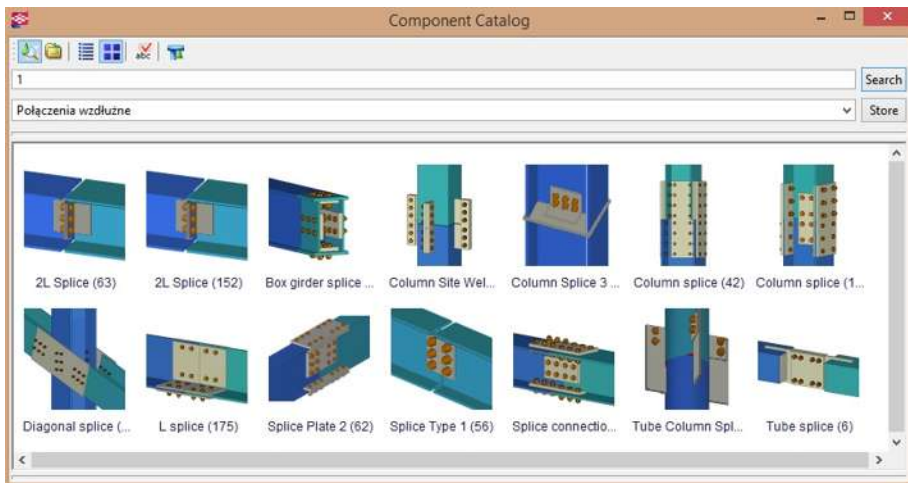 Component Catalog
abc
1
Search
Połączenia wzdłużne
Store
2L Splice (63)
2L Splice (152)
Box girder splice ...
Column Site Wel...
Column Splice 3 ...
Column splice (42)
Column splice (1...
Diagonal splice (...
L splice (175)
Splice Plate 2 (62)
Splice Type 1 (56)
Splice connectio...
Tube Column Spl...
Tube splice (6)